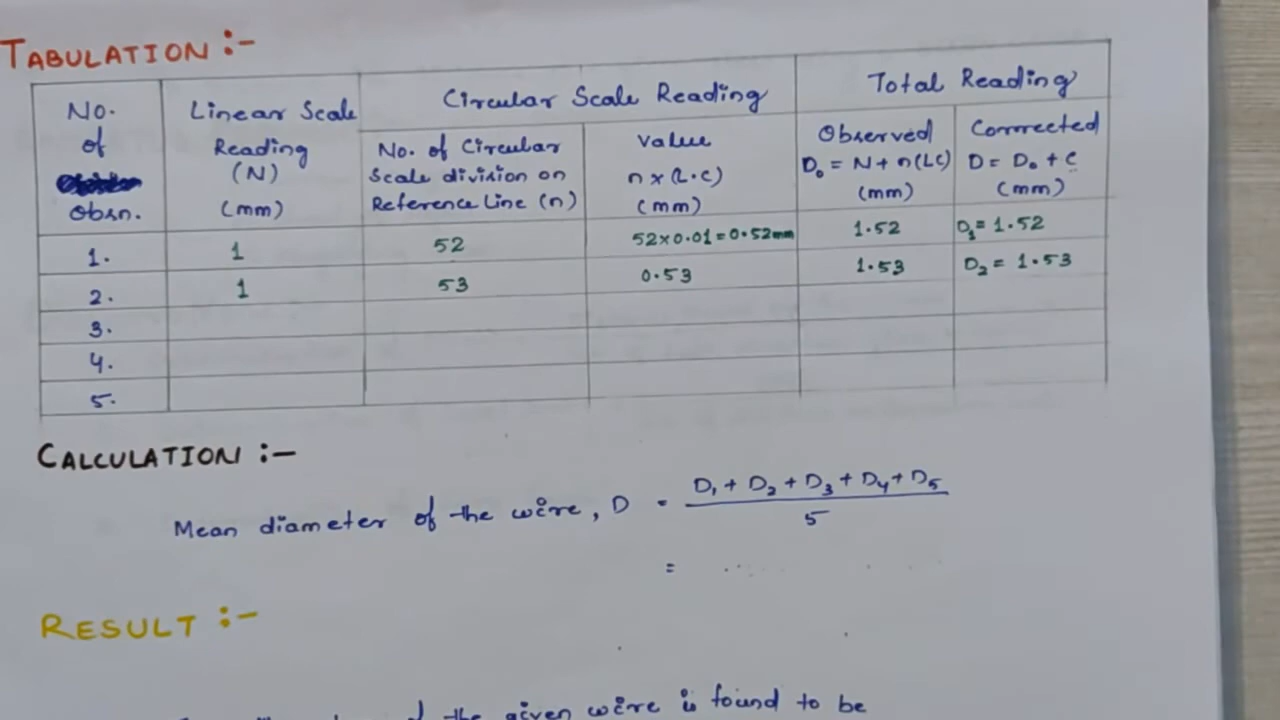 TABULATION :-
No. of Obsn.
Linear Scale Reading (N) (mm)
Circular Scale Reading
No. of Circular Scale division on Reference Line (n)
Value n x (L.C) (mm)
Total Reading
Observed D₀ = N + n(LC) (mm)
Corrected D = D₀ + C (mm)
1. 1 52 52x0.01=0.52mm 1.52 D₁= 1.52
2. 1 53 0.53 1.53 D₂ = 1.53
3.
4.
5.
CALCULATION :-
Mean diameter of the wire, D = D₁ + D₂ + D₃ + D₄ + D₅ / 5
=
RESULT :-
the given wire is found to be